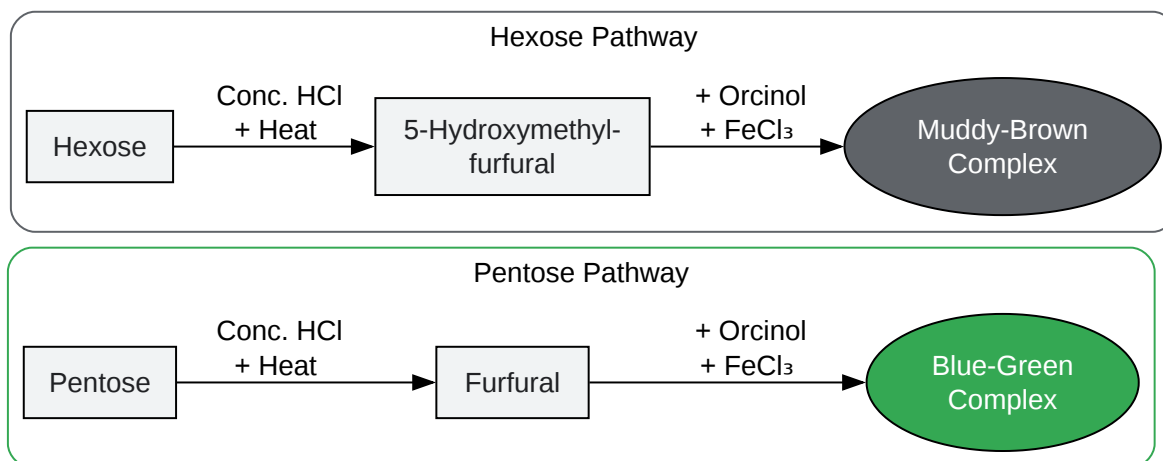 Hexose Pathway
Hexose
Conc. HCl
+ Heat
5-Hydroxymethyl-
furfural
+ Orcinol
+ FeCl₃
Muddy-Brown
Complex
Pentose Pathway
Pentose
Conc. HCl
+ Heat
Furfural
+ Orcinol
+ FeCl₃
Blue-Green
Complex